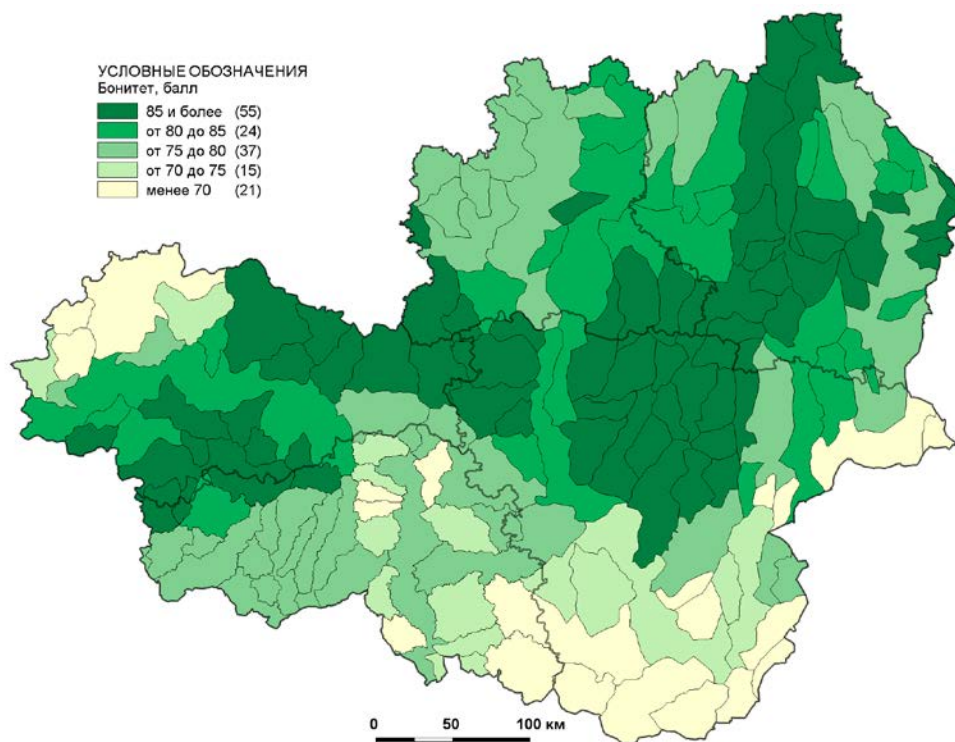 УСЛОВНЫЕ ОБОЗНАЧЕНИЯ
Бонитет, балл
85 и более (55)
от 80 до 85 (24)
от 75 до 80 (37)
от 70 до 75 (15)
менее 70 (21)
0 50 100 км